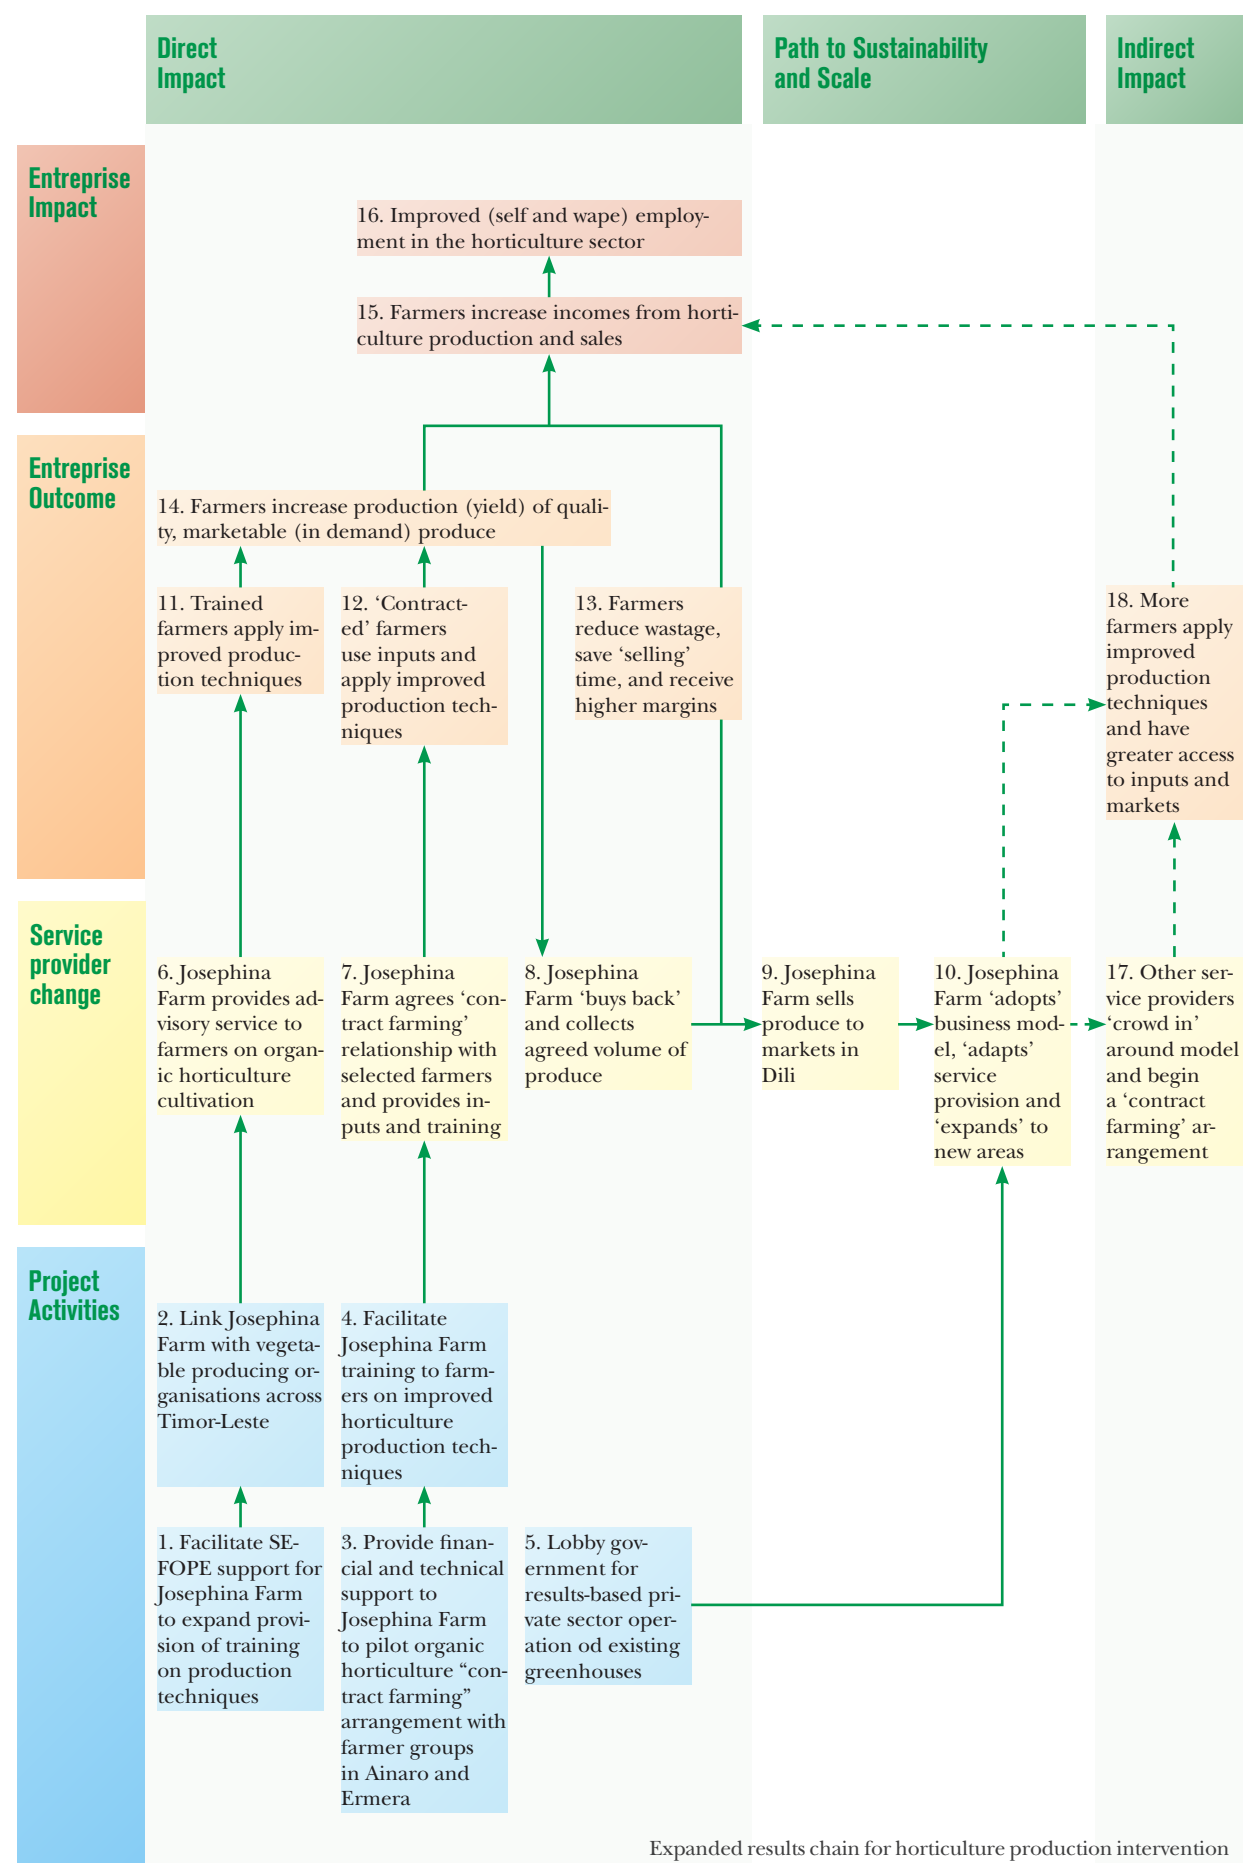 Direct
Impact
Path to Sustainability
and Scale
Indirect
Impact
Entreprise
Impact
16. Improved (self and wape) employ-
ment in the horticulture sector
15. Farmers increase incomes from horti-
culture production and sales
Entreprise
Outcome
14. Farmers increase production (yield) of quali-
ty, marketable (in demand) produce
11. Trained
farmers apply im-
proved produc-
tion techniques
12. ‘Contract-
ed’ farmers
use inputs and
apply improved
production tech-
niques
13. Farmers
reduce wastage,
save ‘selling’
time, and receive
higher margins
18. More
farmers apply
improved
production
techniques
and have
greater access
to inputs and
markets
Service
provider
change
6. Josephina
Farm provides ad-
visory service to
farmers on organ-
ic horticulture
cultivation
7. Josephina
Farm agrees ‘con-
tract farming’
relationship with
selected farmers
and provides in-
puts and training
8. Josephina
Farm ‘buys back’
and collects
agreed volume of
produce
9. Josephina
Farm sells
produce to
markets in
Dili
10. Josephina
Farm ‘adopts’
business mod-
el, ‘adapts’
service
provision and
‘expands’ to
new areas
17. Other ser-
vice providers
‘crowd in’
around model
and begin
a ‘contract
farming’ ar-
rangement
Project
Activities
2. Link Josephina
Farm with vegeta-
ble producing or-
ganisations across
Timor-Leste
4. Facilitate
Josephina Farm
training to farm-
ers on improved
horticulture
production tech-
niques
1. Facilitate SE-
FOPE support for
Josephina Farm
to expand provi-
sion of training
on production
techniques
3. Provide finan-
cial and technical
support to
Josephina Farm
to pilot organic
horticulture “con-
tract farming”
arrangement with
farmer groups
in Ainaro and
Ermera
5. Lobby gov-
ernment for
results-based pri-
vate sector oper-
ation od existing
greenhouses
Expanded results chain for horticulture production intervention